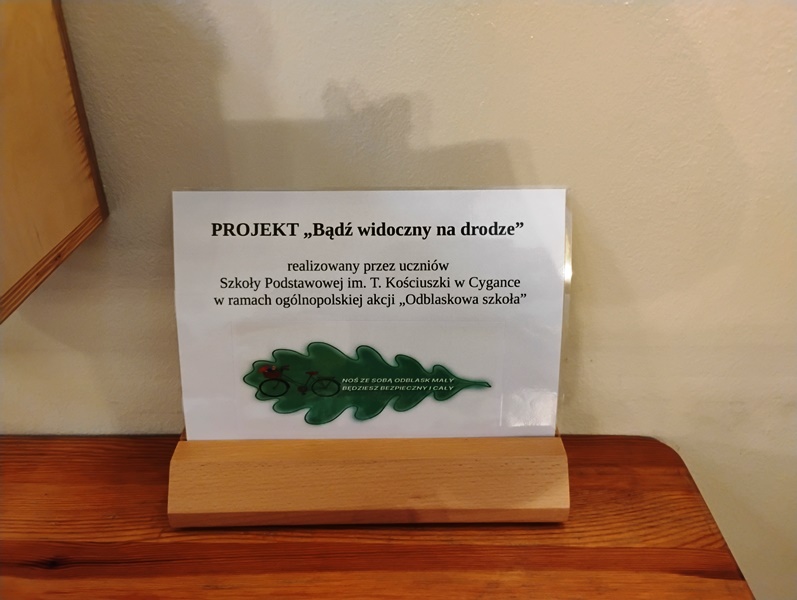 PROJEKT „Bądź widoczny na drodze”
realizowany przez uczniów
Szkoły Podstawowej im. T. Kościuszki w Cygance
w ramach ogólnopolskiej akcji „Odblaskowa szkoła”
NOŚ ZE SOBĄ ODBLASK MAŁY
BĘDZIESZ BEZPIECZNY I CAŁY